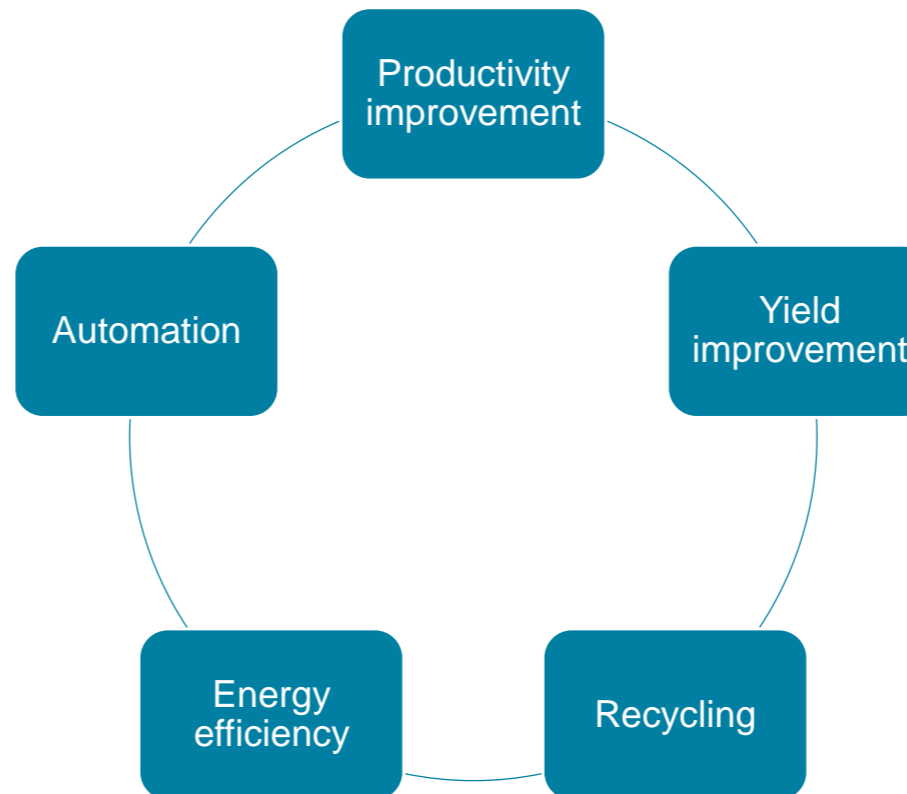 Productivity
improvement
Automation
Yield
improvement
Energy
efficiency
Recycling